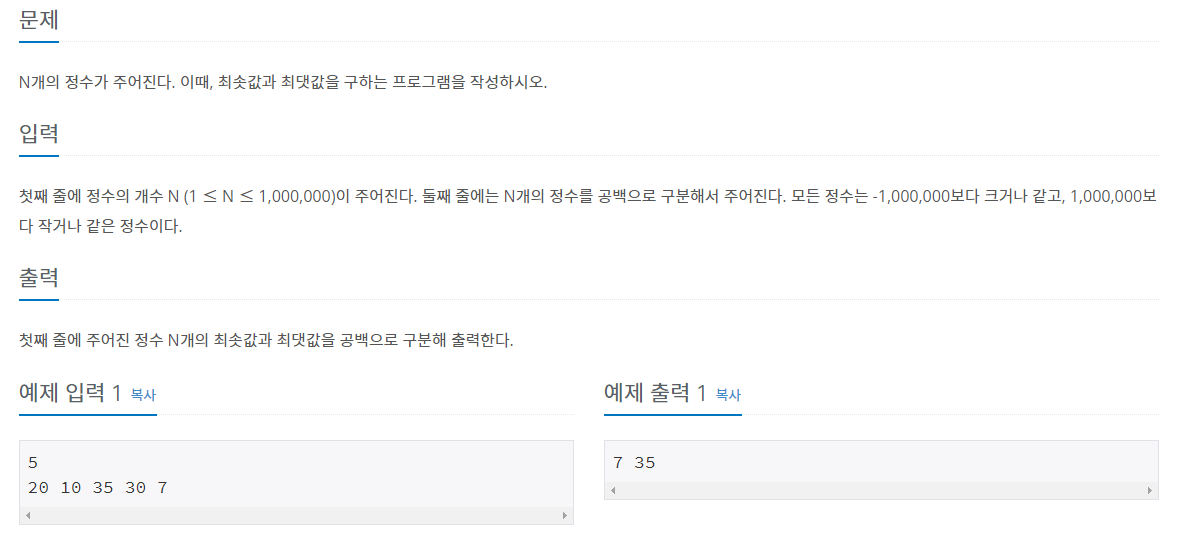 문제
N개의 정수가 주어진다. 이때, 최솟값과 최댓값을 구하는 프로그램을 작성하시오.
입력
첫째 줄에 정수의 개수 N (1 ≤ N ≤ 1,000,000)이 주어진다. 둘째 줄에는 N개의 정수를 공백으로 구분해서 주어진다. 모든 정수는 -1,000,000보다 크거나 같고, 1,000,000보
다 작거나 같은 정수이다.
출력
첫째 줄에 주어진 정수 N개의 최솟값과 최댓값을 공백으로 구분해 출력한다.
예제 입력 1 복사
5
20 10 35 30 7
예제 출력 1 복사
7 35